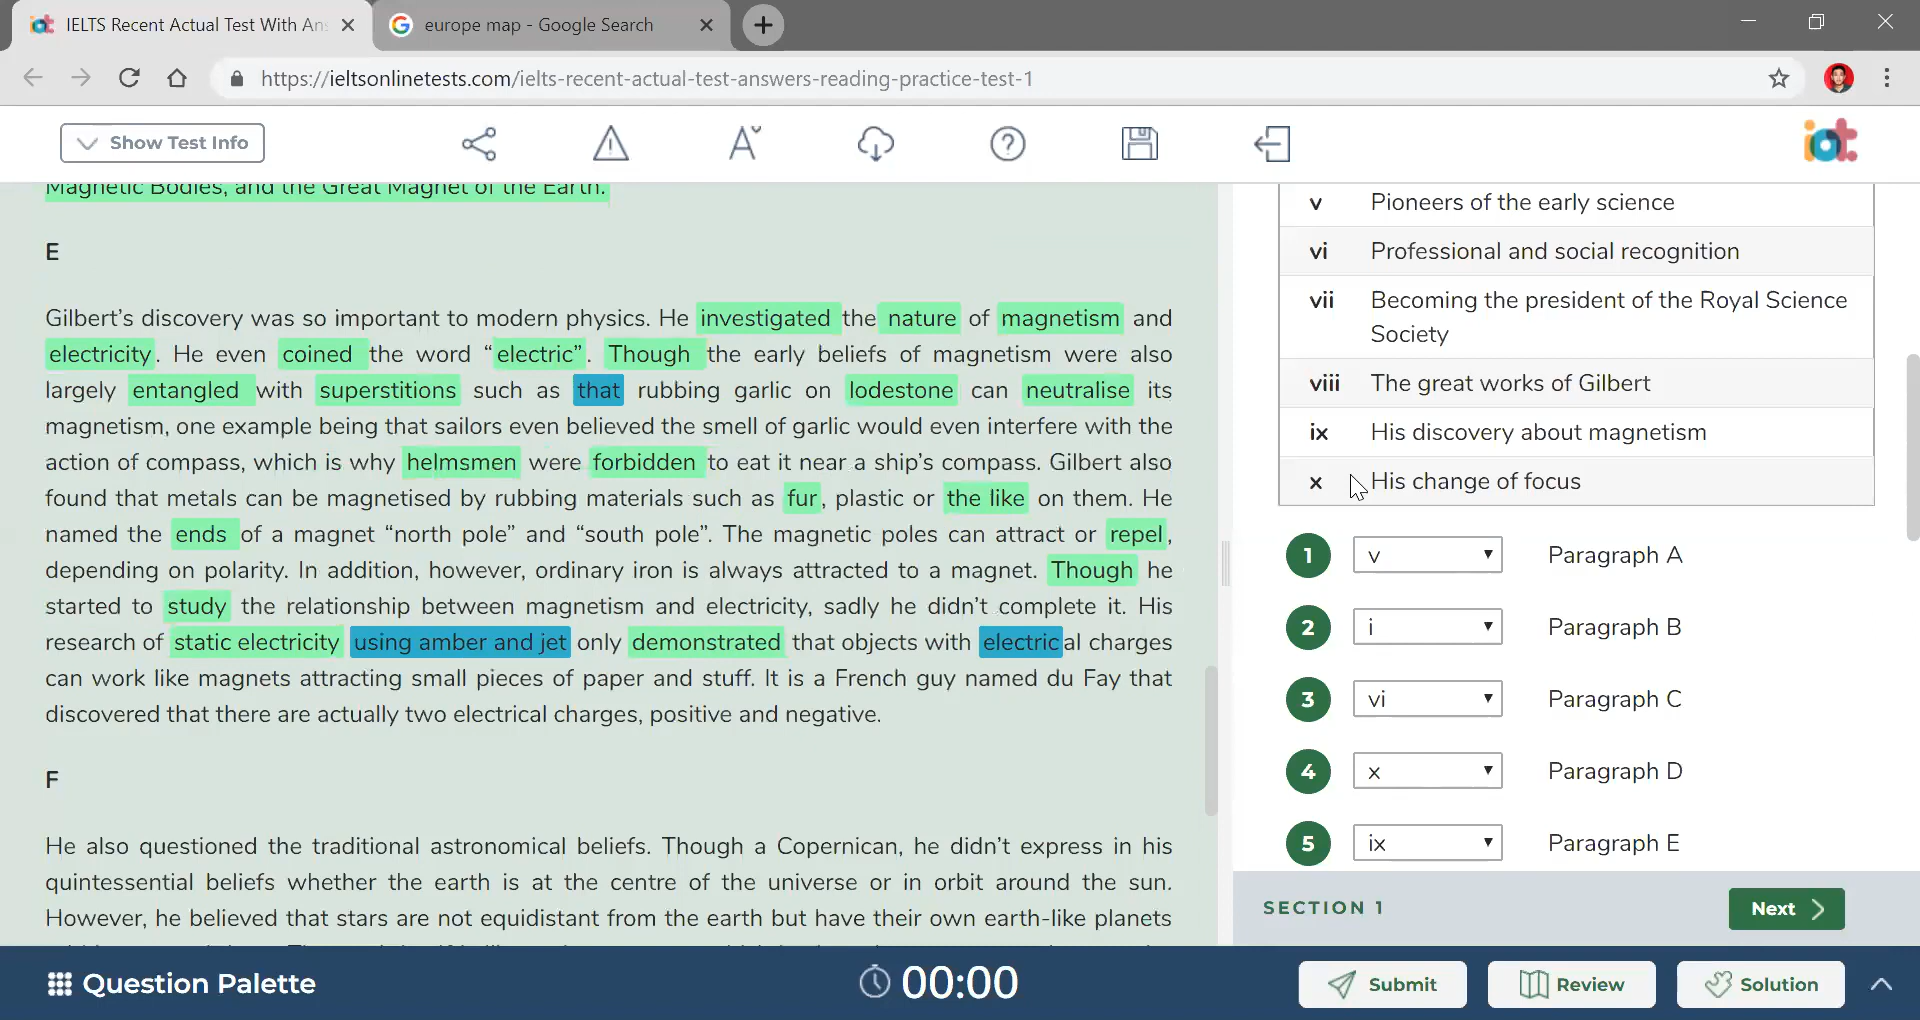 IELTS Recent Actual Test With An
europe map - Google Search
https://ieltsonlinetests.com/ielts-recent-actual-test-answers-reading-practice-test-1
Show Test Info
iot
Magnetic Bodies, and the Great Magnet of the Earth.
E
Gilbert's discovery was so important to modern physics. He investigated the nature of magnetism and
electricity. He even coined the word “electric”. Though the early beliefs of magnetism were also
largely entangled with superstitions such as that rubbing garlic on lodestone can neutralise its
magnetism, one example being that sailors even believed the smell of garlic would even interfere with the
action of compass, which is why helmsmen were forbidden to eat it near a ship's compass. Gilbert also
found that metals can be magnetised by rubbing materials such as fur, plastic or the like on them. He
named the ends of a magnet “north pole” and “south pole”. The magnetic poles can attract or repel,
depending on polarity. In addition, however, ordinary iron is always attracted to a magnet. Though he
started to study the relationship between magnetism and electricity, sadly he didn't complete it. His
research of static electricity using amber and jet only demonstrated that objects with electrical charges
can work like magnets attracting small pieces of paper and stuff. It is a French guy named du Fay that
discovered that there are actually two electrical charges, positive and negative.
F
He also questioned the traditional astronomical beliefs. Though a Copernican, he didn't express in his
quintessential beliefs whether the earth is at the centre of the universe or in orbit around the sun.
However, he believed that stars are not equidistant from the earth but have their own earth-like planets
v Pioneers of the early science
vi Professional and social recognition
vii Becoming the president of the Royal Science
Society
viii The great works of Gilbert
ix His discovery about magnetism
x His change of focus
1 v Paragraph A
2 i Paragraph B
3 vi Paragraph C
4 x Paragraph D
5 ix Paragraph E
SECTION 1
Next
Question Palette
00:00
Submit
Review
Solution